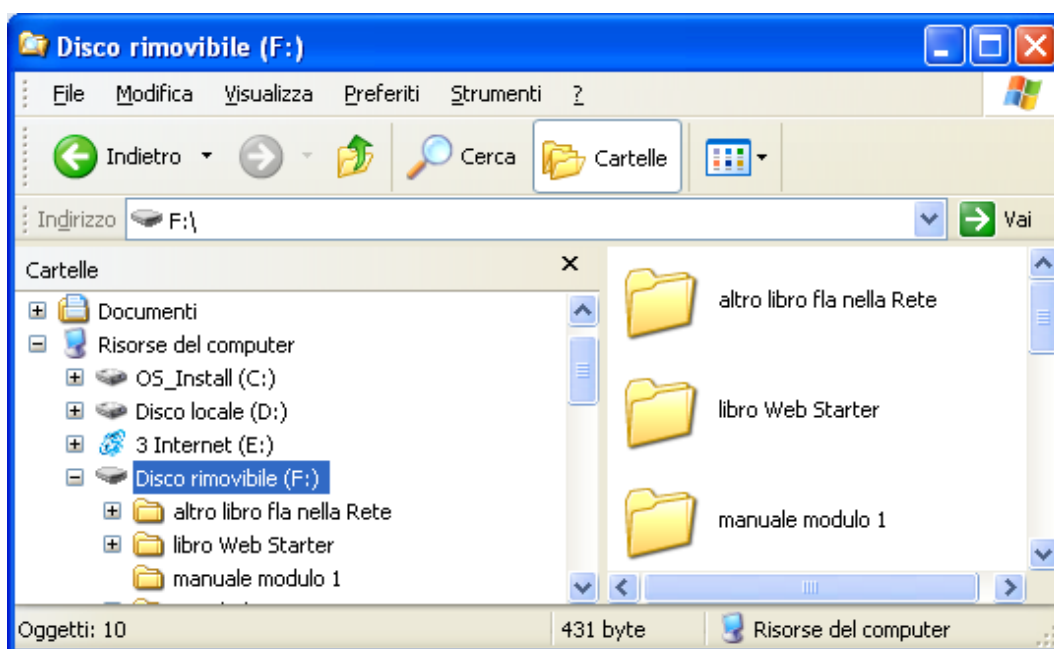 Disco rimovibile (F:)
File Modifica Visualizza Preferiti Strumenti ?
Indietro Cerca Cartelle
Indirizzo F:\ Vai
Cartelle
Documenti
Risorse del computer
OS_Install (C:)
Disco locale (D:)
3 Internet (E:)
Disco rimovibile (F:)
altro libro fla nella Rete
libro Web Starter
manuale modulo 1
altro libro fla nella Rete
libro Web Starter
manuale modulo 1
Oggetti: 10 431 byte Risorse del computer